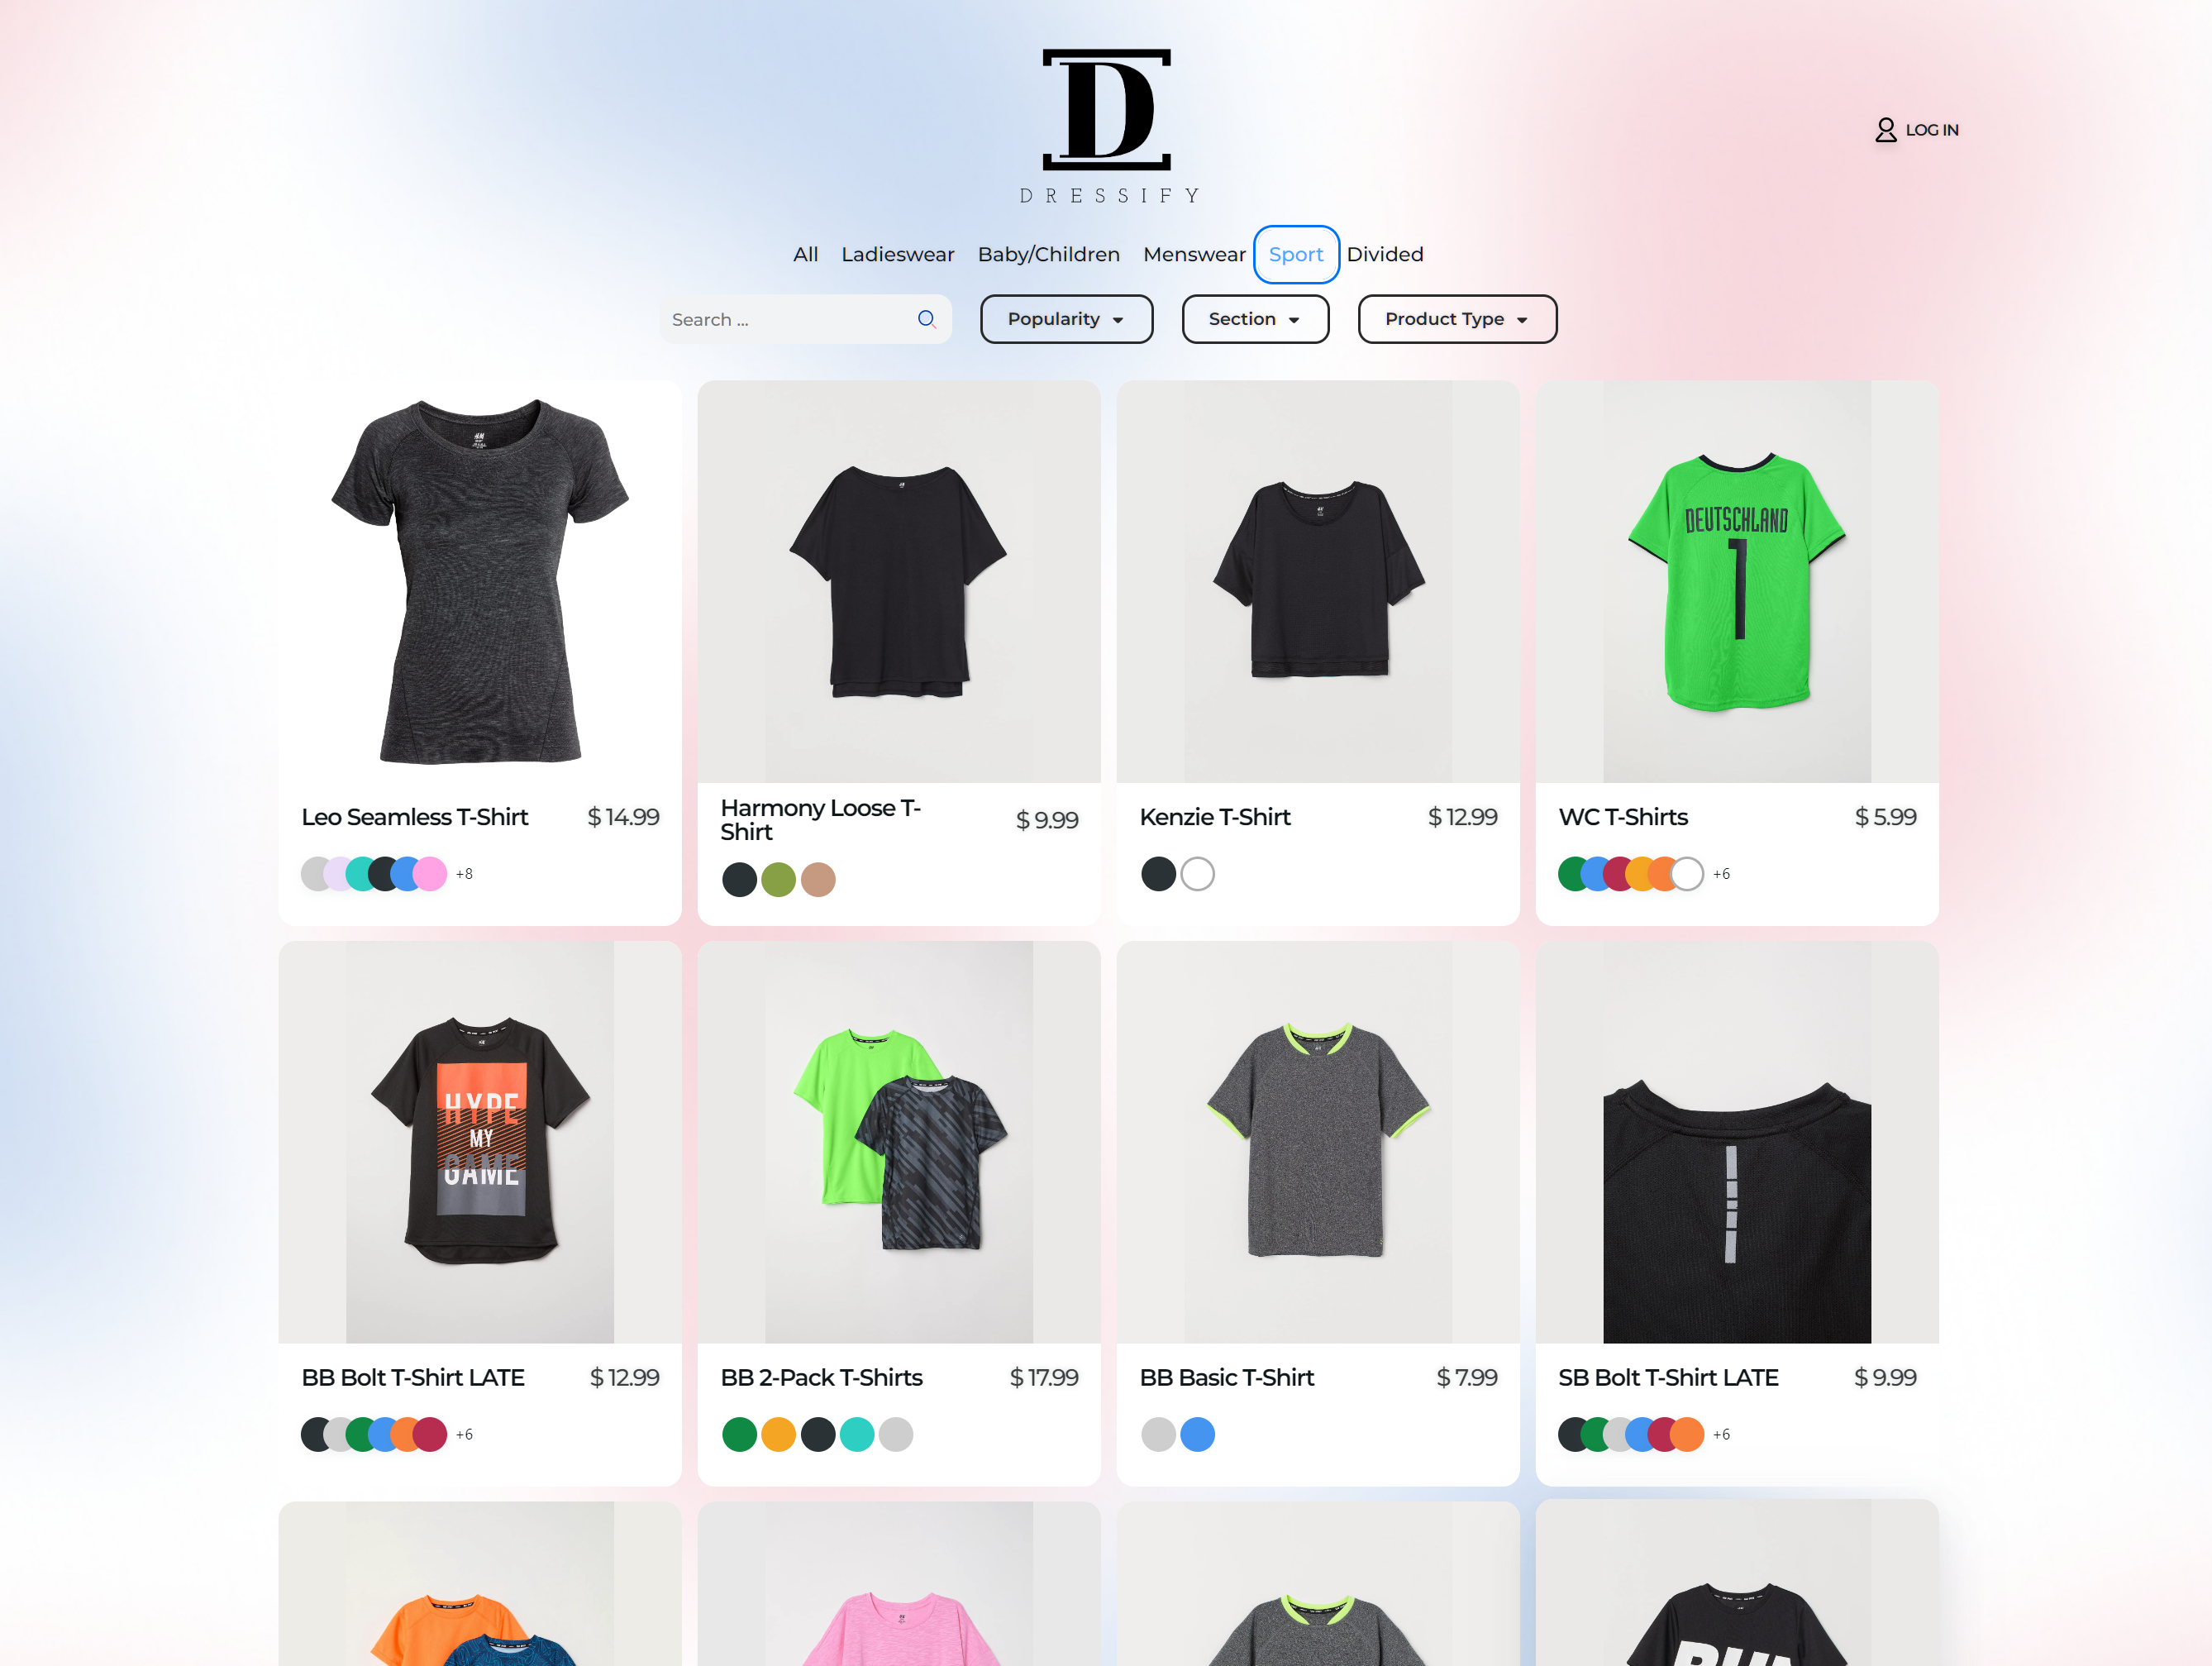 D
DRESSIFY
LOG IN
All Ladieswear Baby/Children Menswear Sport Divided
Search ...
Popularity
Section
Product Type
H&M
DEUTSCHLAND
1
Leo Seamless T-Shirt $ 14.99
+8
Harmony Loose T-
Shirt
$ 9.99
Kenzie T-Shirt $ 12.99
WC T-Shirts $ 5.99
+6
HYPE
MY
GAME
BB Bolt T-Shirt LATE $ 12.99
+6
BB 2-Pack T-Shirts $ 17.99
BB Basic T-Shirt $ 7.99
SB Bolt T-Shirt LATE $ 9.99
+6